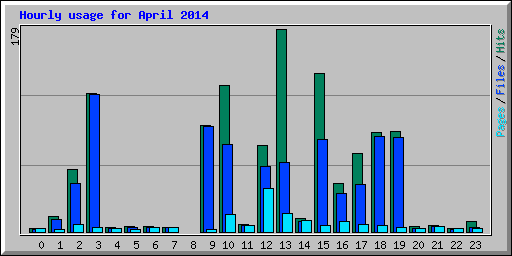 Hourly usage for April 2014
179
Pages/Files/Hits
0 1 2 3 4 5 6 7 8 9 10 11 12 13 14 15 16 17 18 19 20 21 22 23